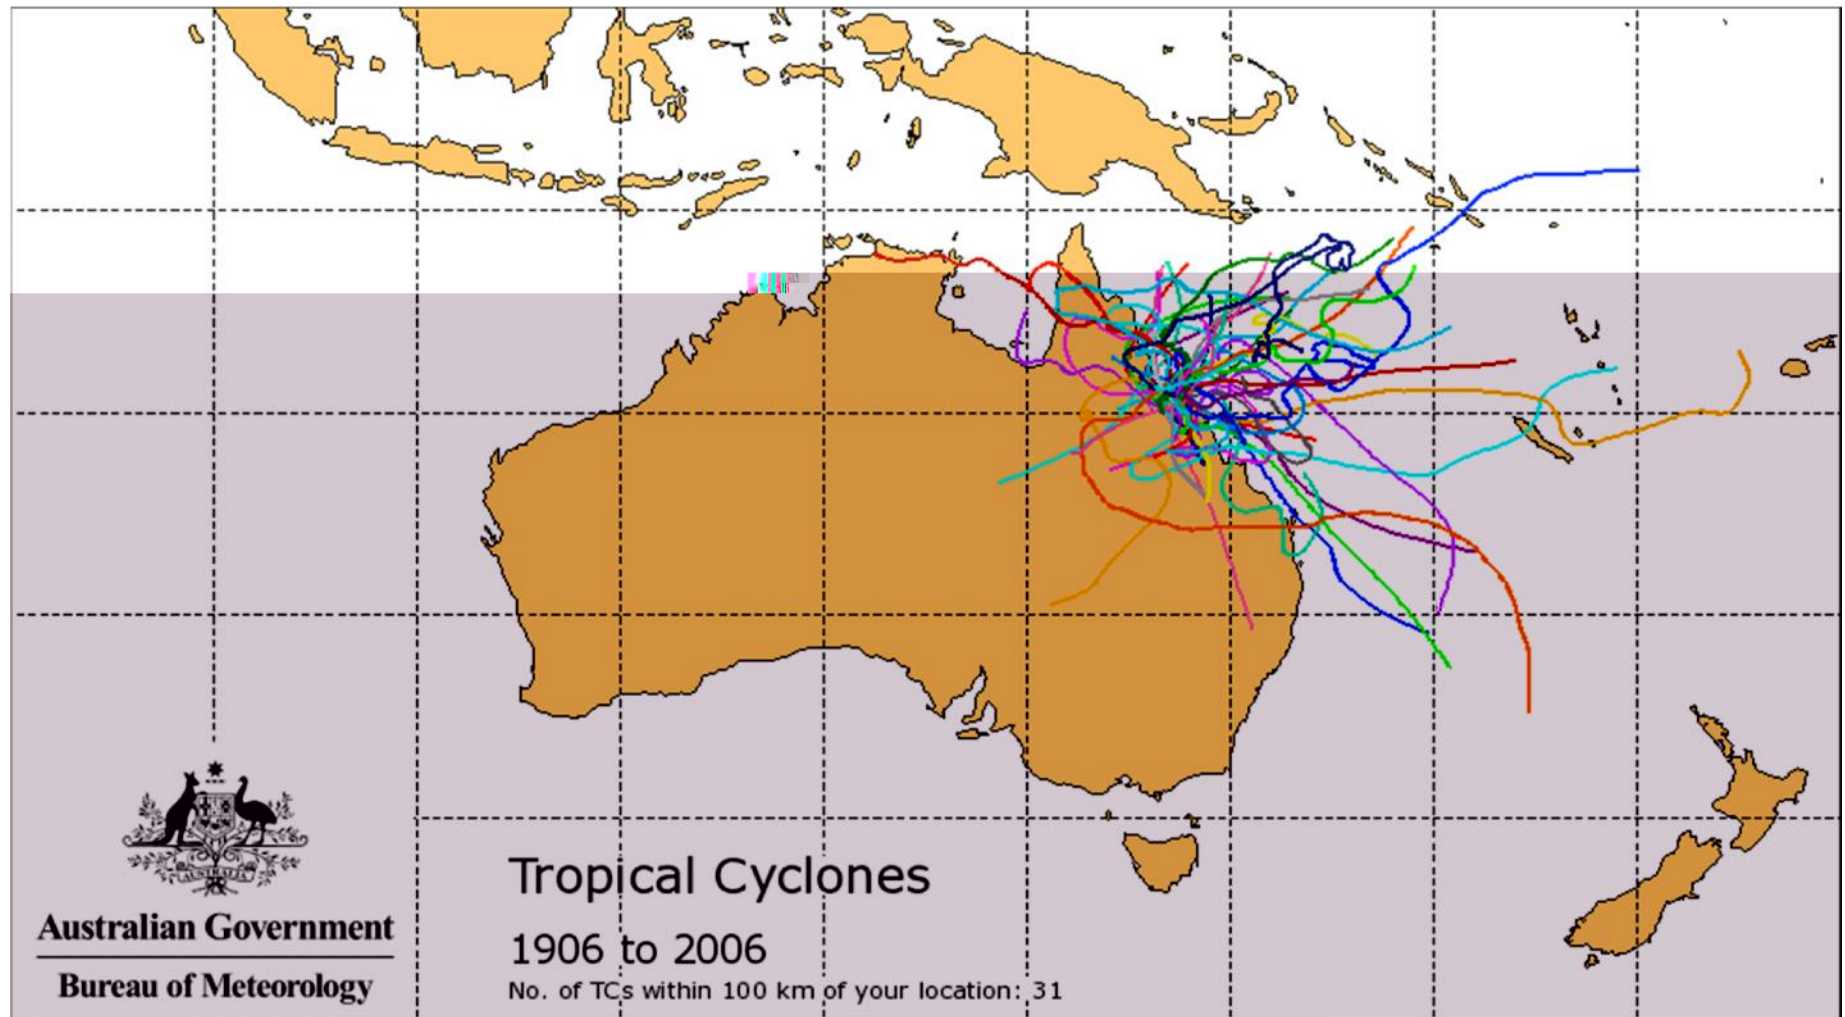 AUSTRALIA
Australian Government
Bureau of Meteorology
Tropical Cyclones
1906 to 2006
No. of TCs within 100 km of your location: 31